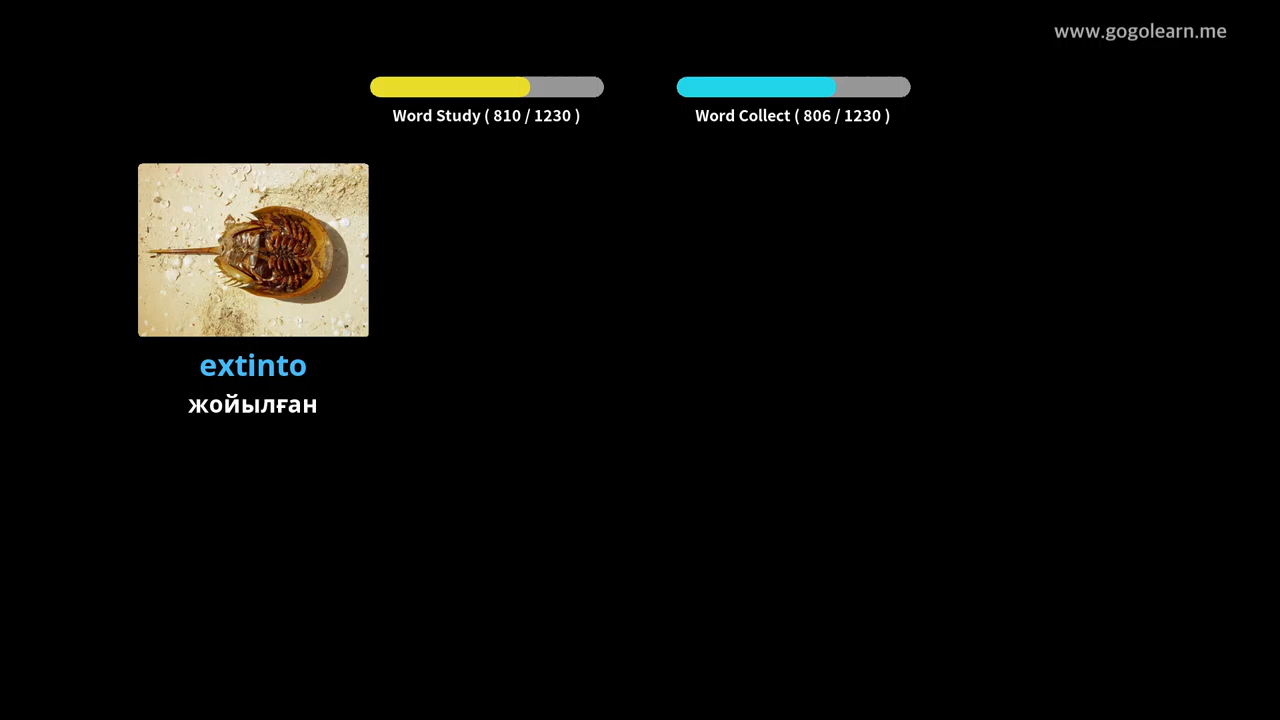 www.gogolearn.me
Word Study ( 810 / 1230 )
Word Collect ( 806 / 1230 )
extinto
жойылған